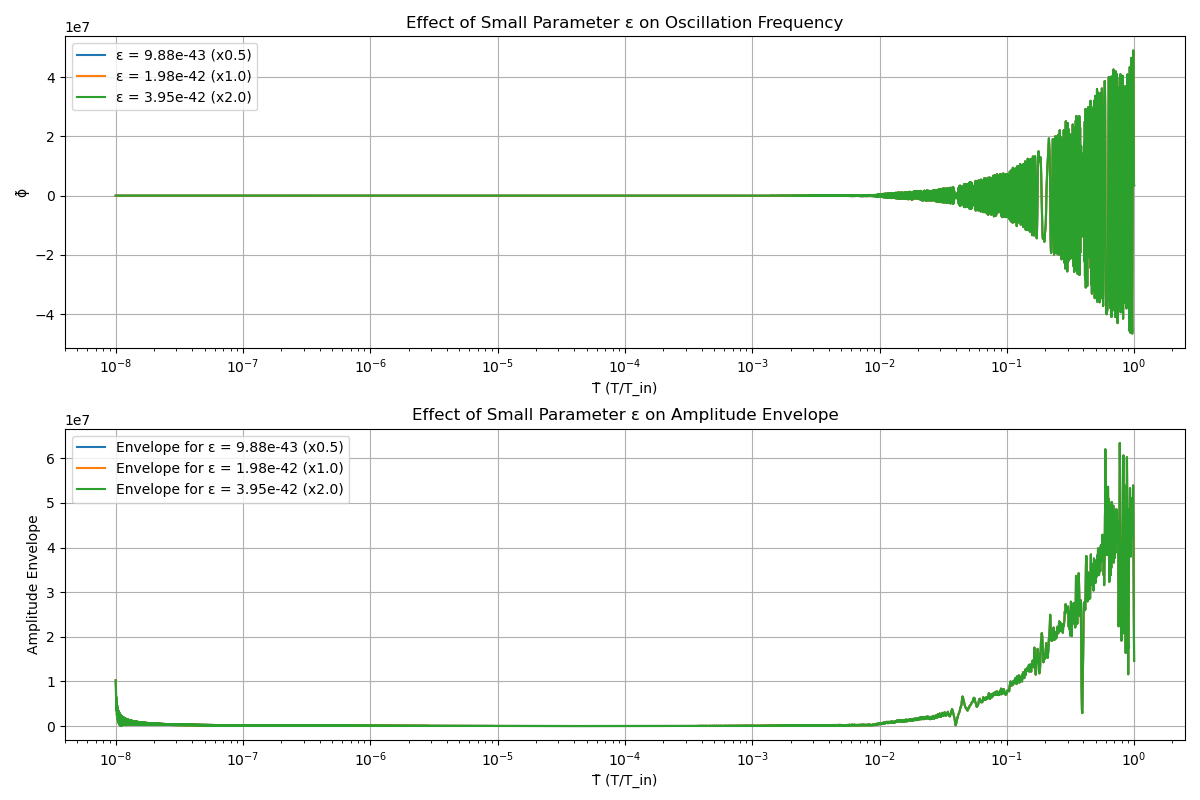 Effect of Small Parameter ε on Oscillation Frequency
1e7
ε = 9.88e-43 (x0.5)
ε = 1.98e-42 (x1.0)
ε = 3.95e-42 (x2.0)
4
2
0
−2
−4
ϕ̃
10⁻⁸ 10⁻⁷ 10⁻⁶ 10⁻⁵ 10⁻⁴ 10⁻³ 10⁻² 10⁻¹ 10⁰
T̃ (T/T_in)
Effect of Small Parameter ε on Amplitude Envelope
1e7
Envelope for ε = 9.88e-43 (x0.5)
Envelope for ε = 1.98e-42 (x1.0)
Envelope for ε = 3.95e-42 (x2.0)
6
5
4
3
2
1
0
Amplitude Envelope
10⁻⁸ 10⁻⁷ 10⁻⁶ 10⁻⁵ 10⁻⁴ 10⁻³ 10⁻² 10⁻¹ 10⁰
T̃ (T/T_in)